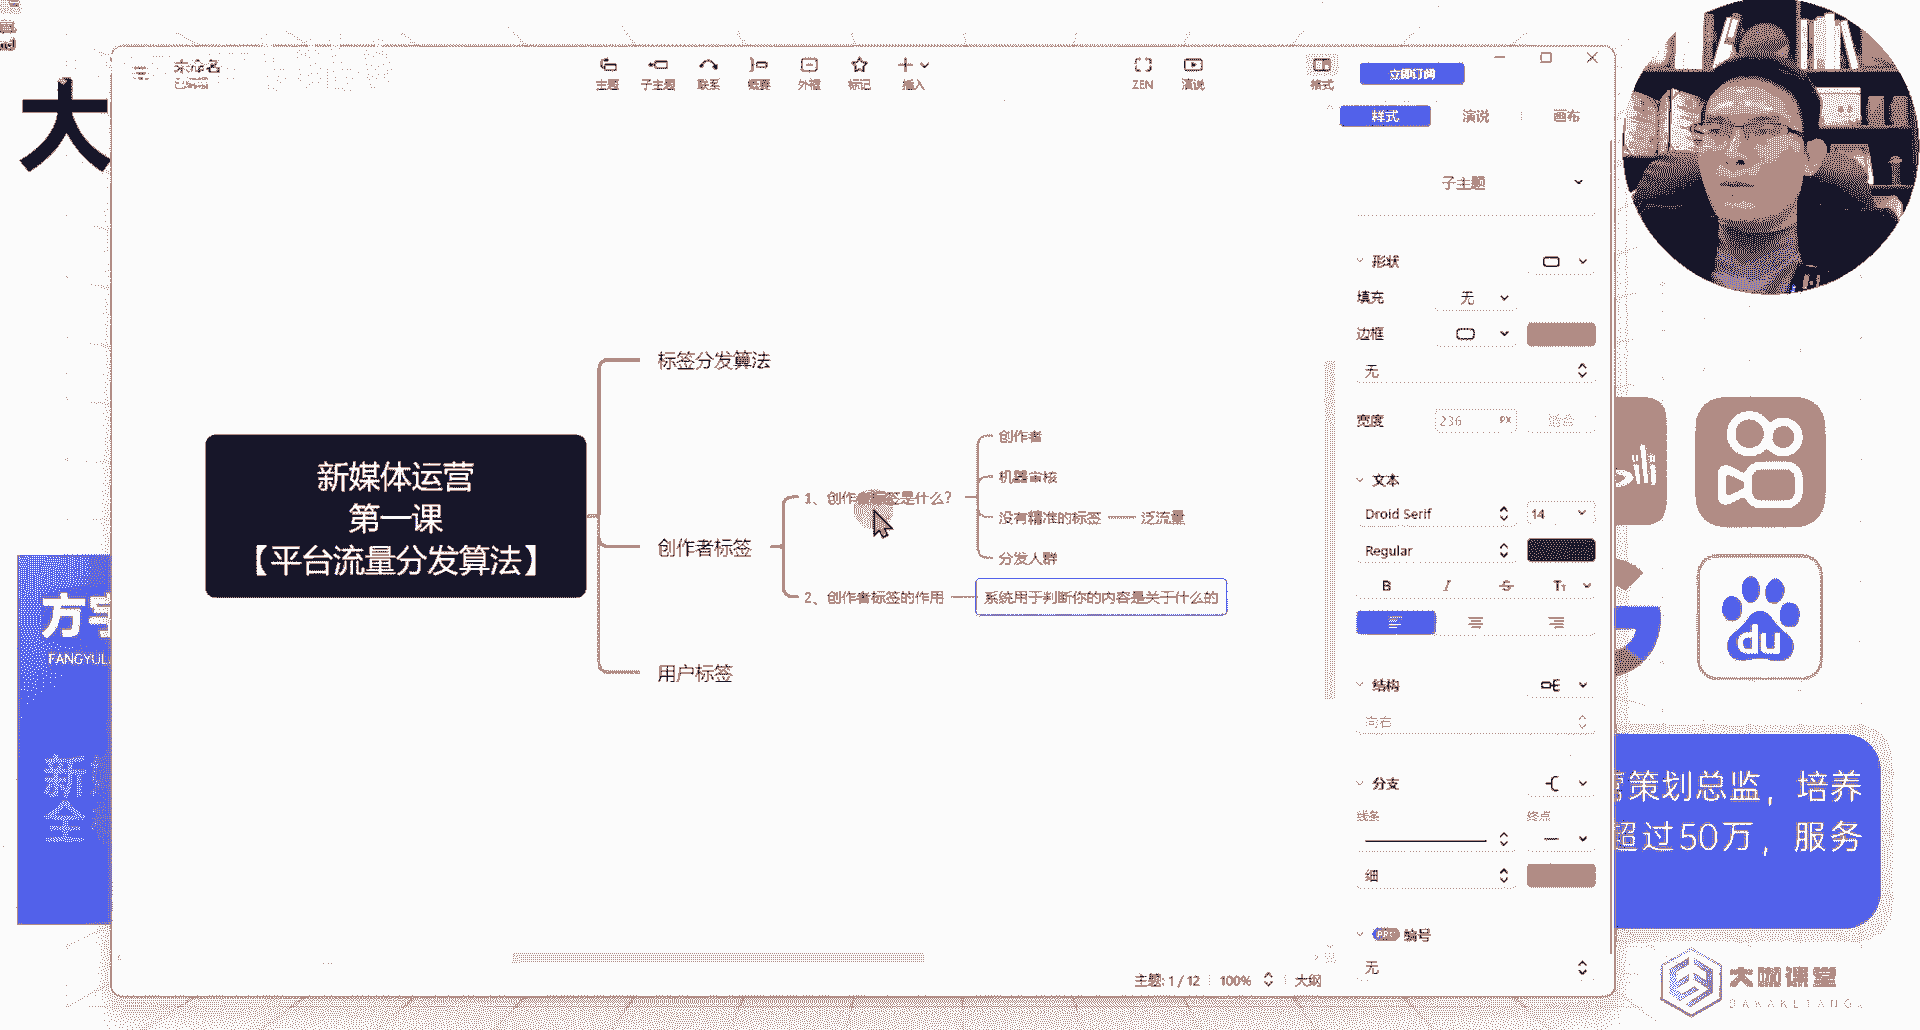 大
未命名
主题
子主题
联系
概要
外框
标记
插入
ZEN
演说
格式
立即订阅
样式
演说
画布
子主题
形状
填充
无
边框
无
宽度
236
PX
文本
Droid Serif
14
Regular
B
I
S
结构
向右
分支
线条
终点
细
编号
无
标签分发算法
新媒体运营
第一课
【平台流量分发算法】
创作者标签
用户标签
1、创作者标签是什么？
创作者
机器审核
没有精准的标签
泛流量
分发人群
2、创作者标签的作用
系统用于判断你的内容是关于什么的
主题: 1 / 12
100%
大纲
方
FANGYU
新
全
du
策划总监，培养
超过50万，服务
大咖课堂
DAKAKETANG